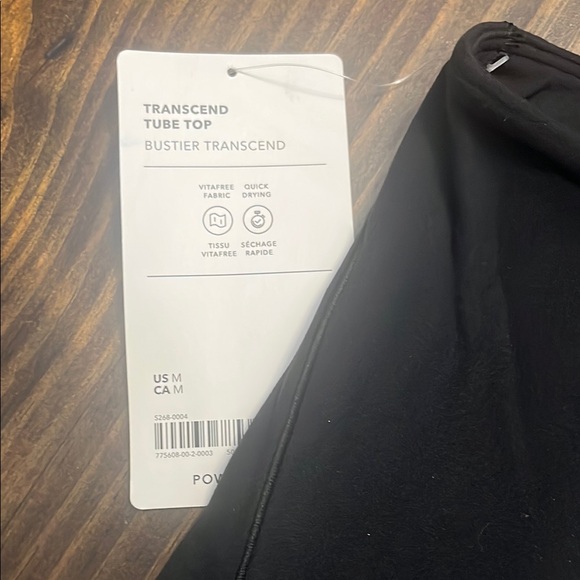 TRANSCEND
TUBE TOP
BUSTIER TRANSCEND
VITAFREE QUICK
FABRIC DRYING
TISSU SÉCHAGE
VITAFREE RAPIDE
US M
CA M
S268-0004
775608-00-2-0003